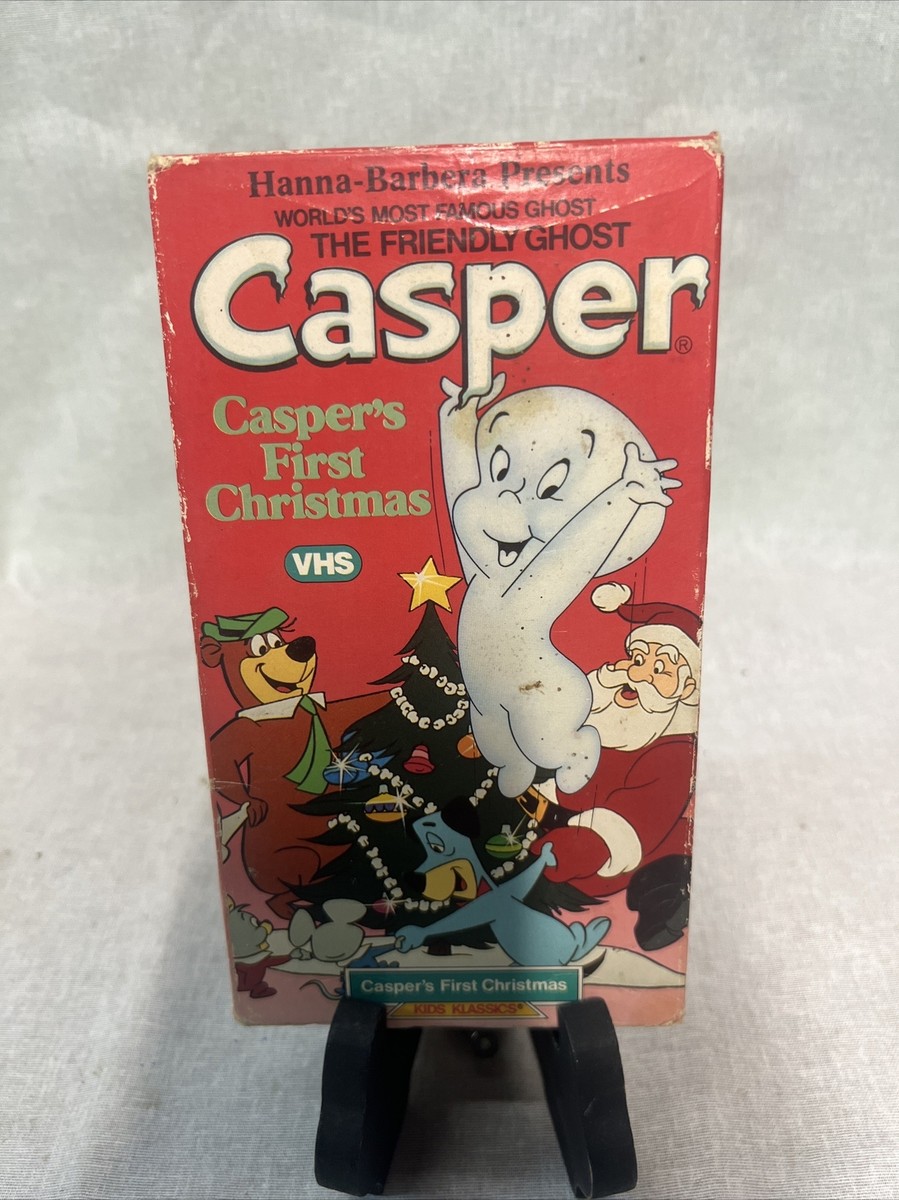 Hanna-Barbera Presents
WORLD'S MOST FAMOUS GHOST
THE FRIENDLY GHOST
Casper®
Casper's
First
Christmas
VHS
Casper's First Christmas
KIDS KLASSICS®